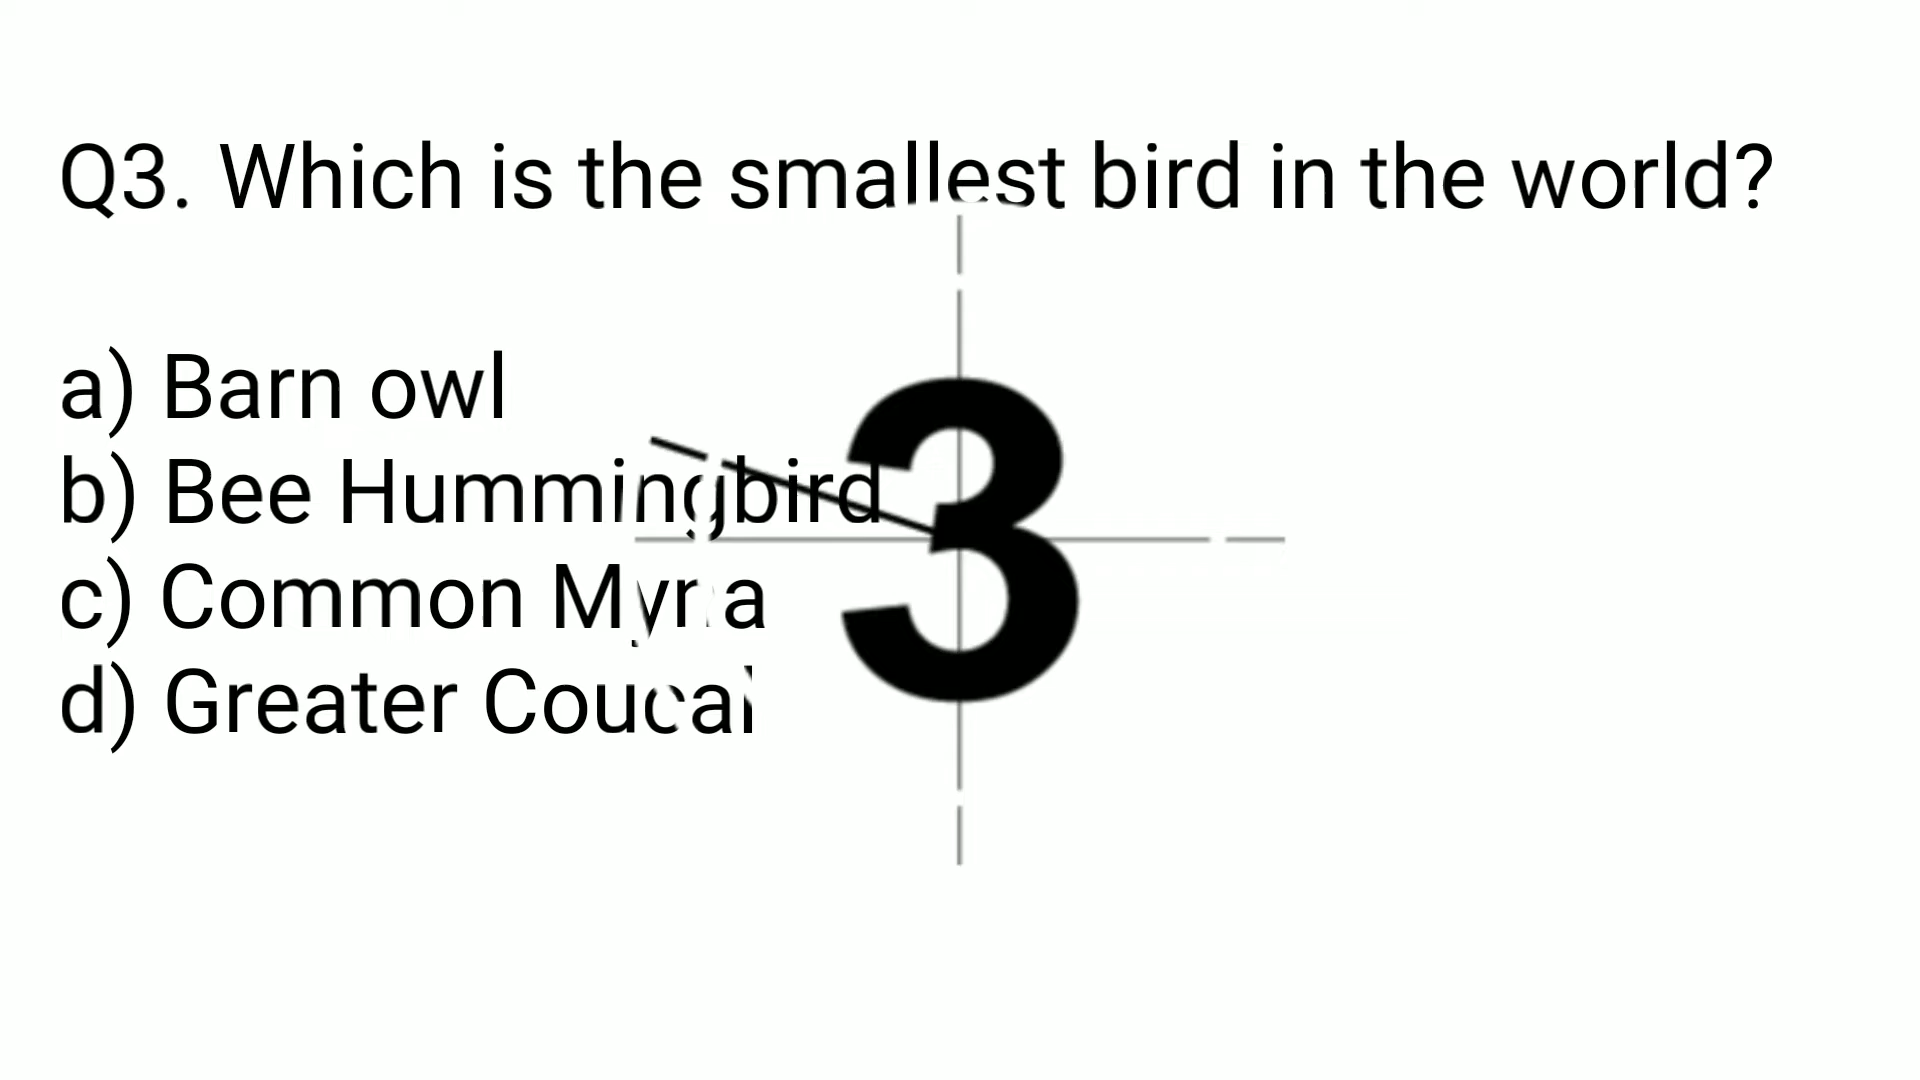 Q3. Which is the smallest bird in the world?
a) Barn owl
b) Bee Hummingbird
c) Common Myna
d) Greater Coucal
3